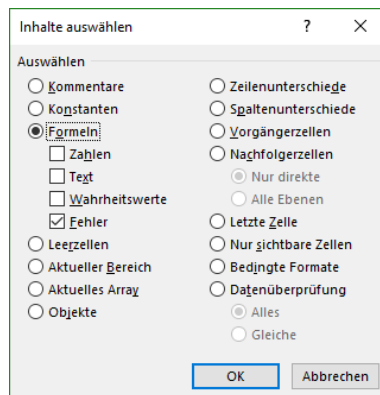 Inhalte auswählen
Auswählen
Kommentare
Konstanten
Formeln
Zahlen
Text
Wahrheitswerte
Fehler
Leerzellen
Aktueller Bereich
Aktuelles Array
Objekte
Zeilenunterschiede
Spaltenunterschiede
Vorgängerzellen
Nachfolgerzellen
Nur direkte
Alle Ebenen
Letzte Zelle
Nur sichtbare Zellen
Bedingte Formate
Datenüberprüfung
Alles
Gleiche
OK
Abbrechen